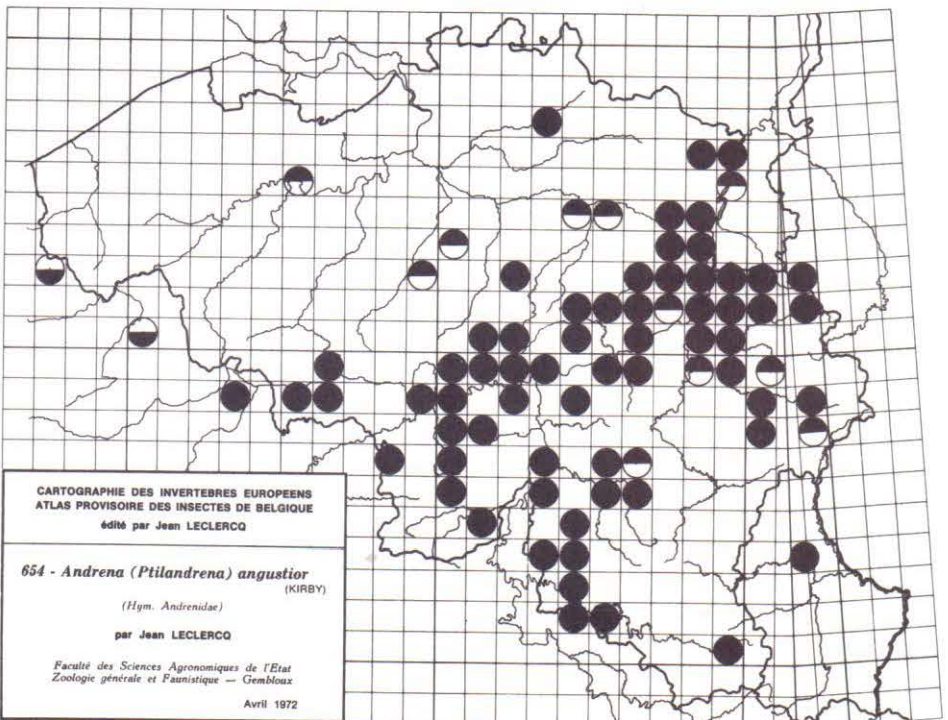 CARTOGRAPHIE DES INVERTEBRES EUROPEENS
ATLAS PROVISOIRE DES INSECTES DE BELGIQUE
édité par Jean LECLERCQ
654 - Andrena (Ptilandrena) angustior
(KIRBY)
(Hym. Andrenidae)
par Jean LECLERCQ
Faculté des Sciences Agronomiques de l'Etat
Zoologie générale et Faunistique — Gembloux
Avril 1972